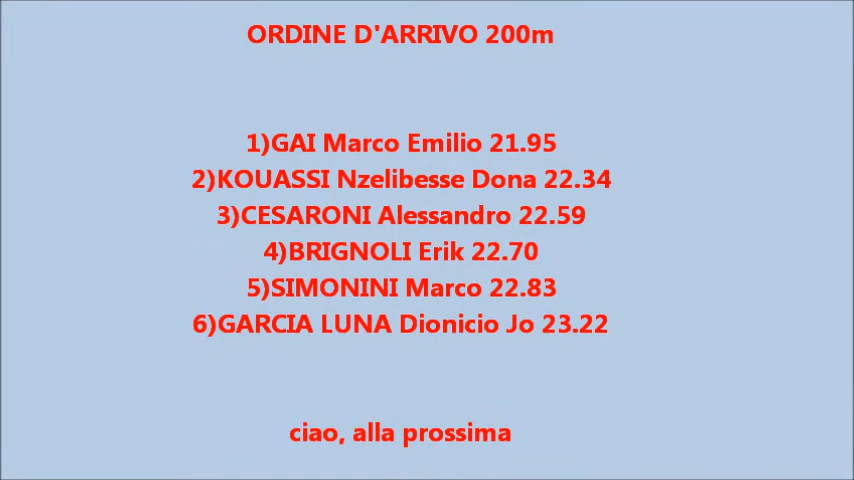 ORDINE D'ARRIVO 200m
1)GAI Marco Emilio 21.95
2)KOUASSI Nzelibesse Dona 22.34
3)CESARONI Alessandro 22.59
4)BRIGNOLI Erik 22.70
5)SIMONINI Marco 22.83
6)GARCIA LUNA Dionicio Jo 23.22
ciao, alla prossima